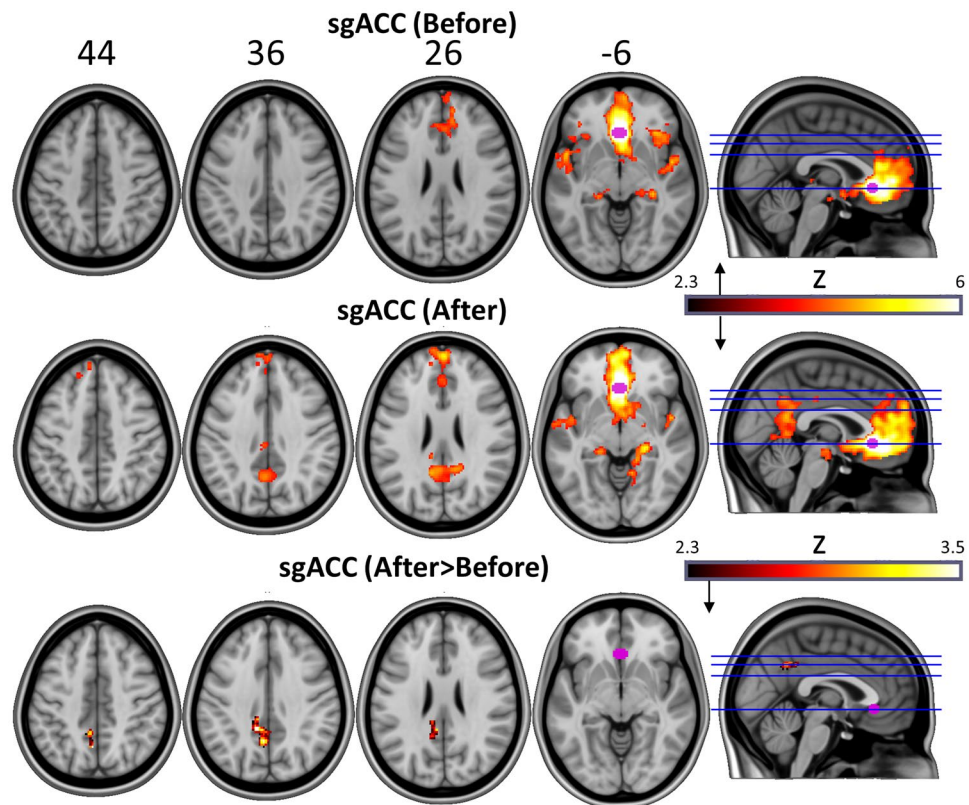 sgACC (Before)
44 36 26 -6
Z
2.3 6
sgACC (After)
Z
2.3 3.5
sgACC (After>Before)